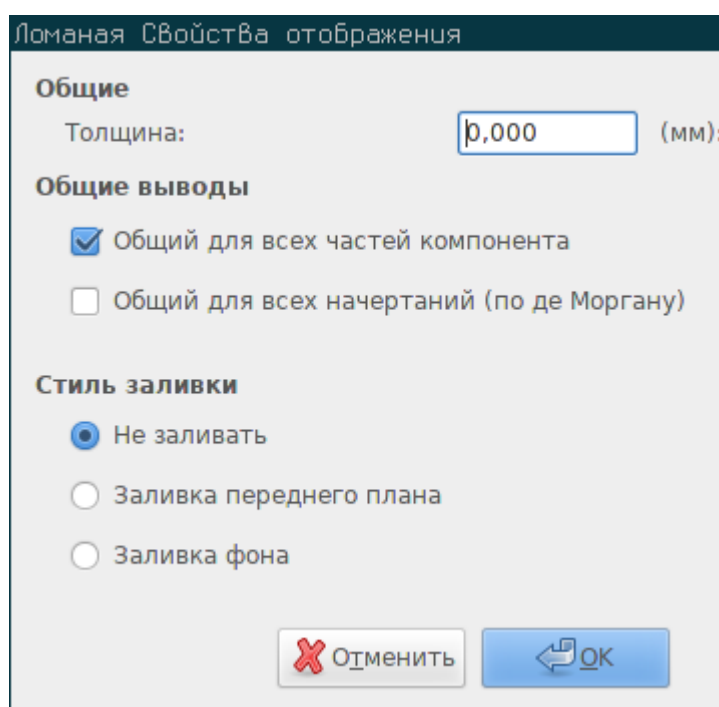 Ломаная Свойства отображения
Общие
Толщина: 0,000 (мм):
Общие выводы
Общий для всех частей компонента
Общий для всех начертаний (по де Моргану)
Стиль заливки
Не заливать
Заливка переднего плана
Заливка фона
Отменить OK